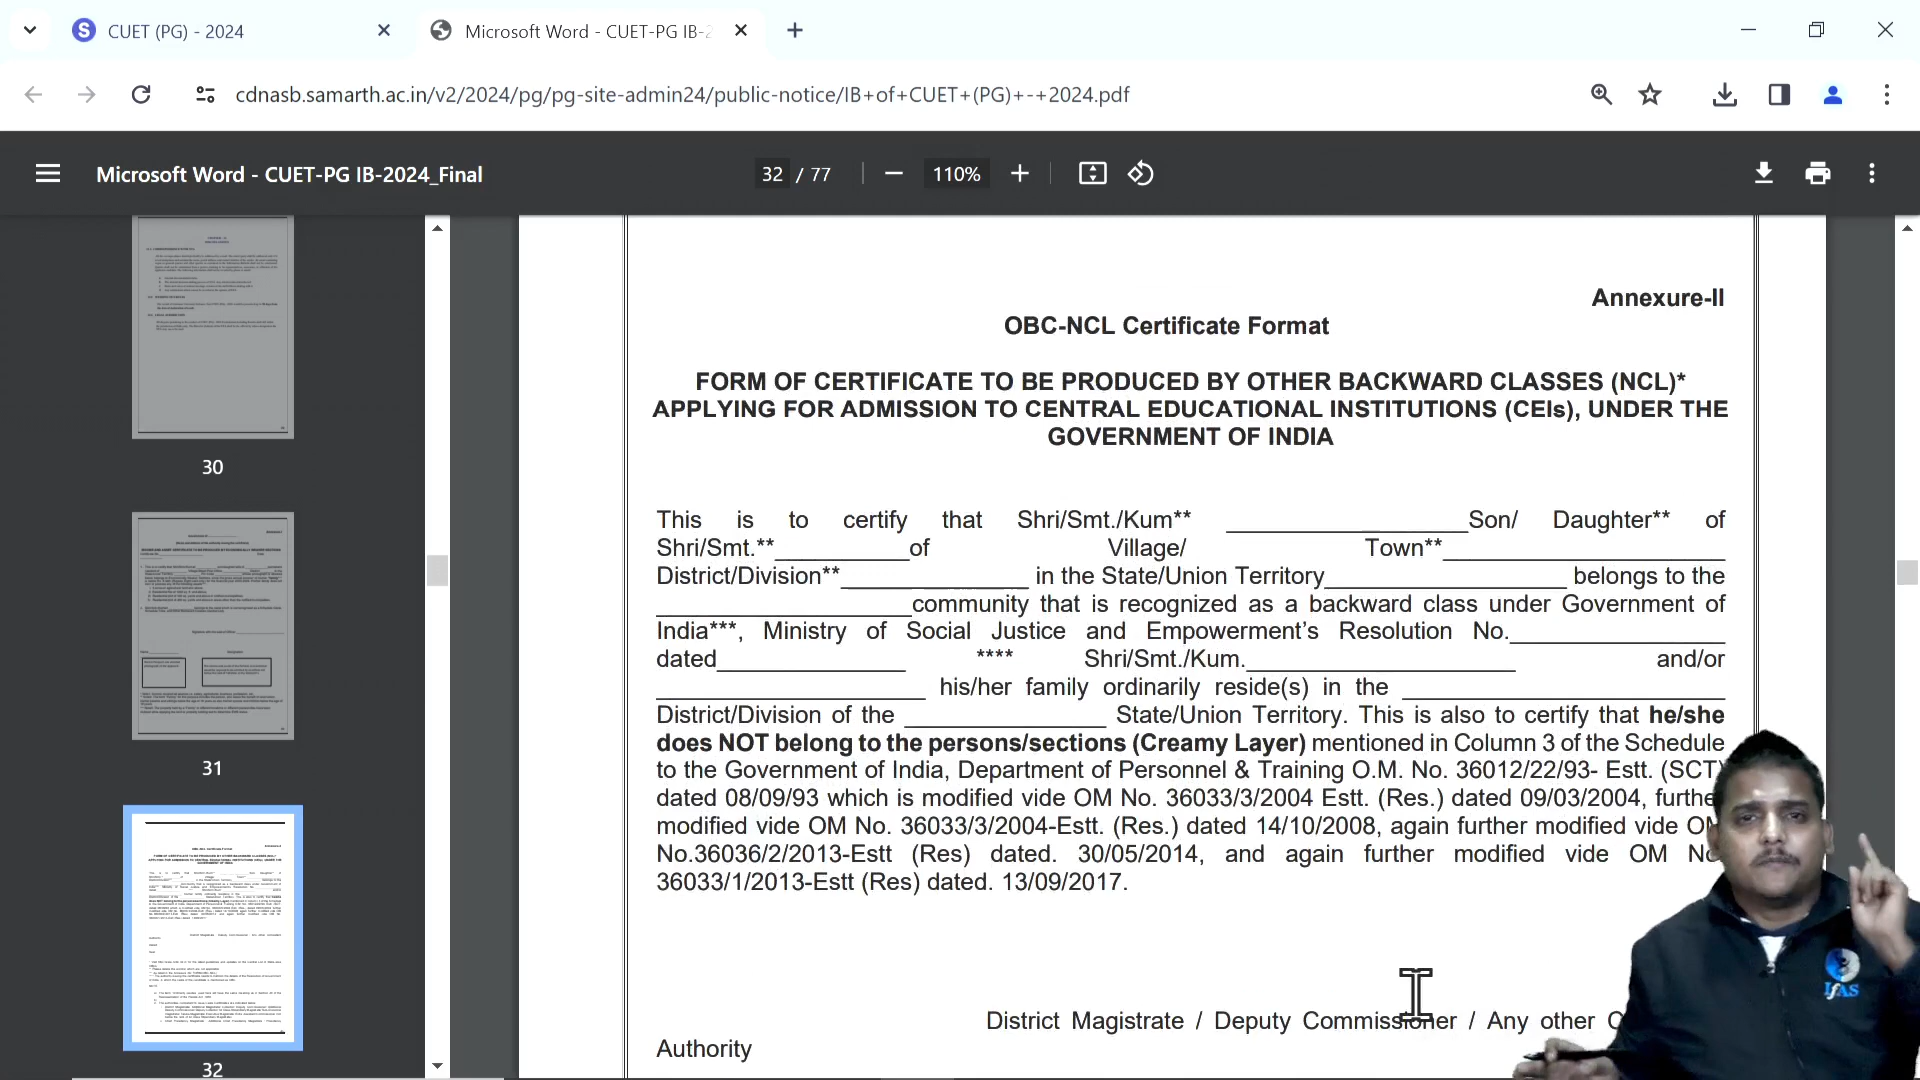 CUET (PG) - 2024
Microsoft Word - CUET-PG IB-2
cdnasb.samarth.ac.in/v2/2024/pg/pg-site-admin24/public-notice/IB+of+CUET+(PG)+-+2024.pdf
Microsoft Word - CUET-PG IB-2024_Final
32 / 77
110%
30
31
32
Annexure-II
OBC-NCL Certificate Format
FORM OF CERTIFICATE TO BE PRODUCED BY OTHER BACKWARD CLASSES (NCL)*
APPLYING FOR ADMISSION TO CENTRAL EDUCATIONAL INSTITUTIONS (CEIs), UNDER THE
GOVERNMENT OF INDIA
This is to certify that Shri/Smt./Kum** __________________Son/ Daughter** of
Shri/Smt.**__________of Village/ Town**_____________________
District/Division**______________ in the State/Union Territory__________________ belongs to the
___________________community that is recognized as a backward class under Government of
India***, Ministry of Social Justice and Empowerment’s Resolution No.________________
dated______________ **** Shri/Smt./Kum.____________________ and/or
____________________ his/her family ordinarily reside(s) in the ________________________
District/Division of the _______________ State/Union Territory. This is also to certify that he/she
does NOT belong to the persons/sections (Creamy Layer) mentioned in Column 3 of the Schedule
to the Government of India, Department of Personnel & Training O.M. No. 36012/22/93- Estt. (SCT)
dated 08/09/93 which is modified vide OM No. 36033/3/2004 Estt. (Res.) dated 09/03/2004, further
modified vide OM No. 36033/3/2004-Estt. (Res.) dated 14/10/2008, again further modified vide OM
No.36036/2/2013-Estt (Res) dated. 30/05/2014, and again further modified vide OM No
36033/1/2013-Estt (Res) dated. 13/09/2017.
District Magistrate / Deputy Commissioner / Any other
Authority
IfAS